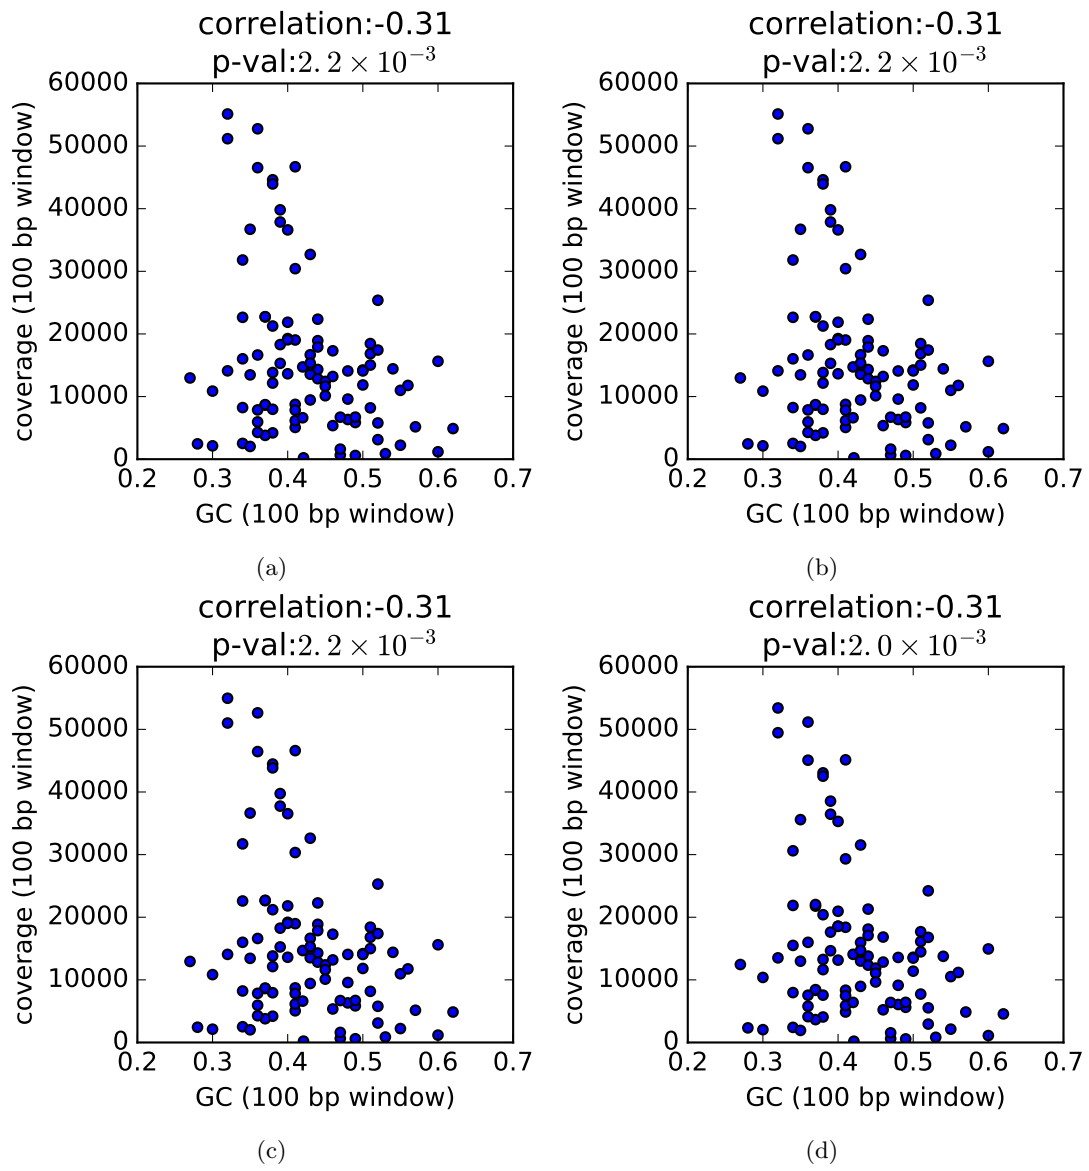 correlation:-0.31
p-val:2.2 × 10⁻³
60000
50000
40000
30000
20000
10000
0
0.2 0.3 0.4 0.5 0.6 0.7
coverage (100 bp window)
GC (100 bp window)
(a)
correlation:-0.31
p-val:2.2 × 10⁻³
60000
50000
40000
30000
20000
10000
0
0.2 0.3 0.4 0.5 0.6 0.7
coverage (100 bp window)
GC (100 bp window)
(b)
correlation:-0.31
p-val:2.2 × 10⁻³
60000
50000
40000
30000
20000
10000
0
0.2 0.3 0.4 0.5 0.6 0.7
coverage (100 bp window)
GC (100 bp window)
(c)
correlation:-0.31
p-val:2.0 × 10⁻³
60000
50000
40000
30000
20000
10000
0
0.2 0.3 0.4 0.5 0.6 0.7
coverage (100 bp window)
GC (100 bp window)
(d)